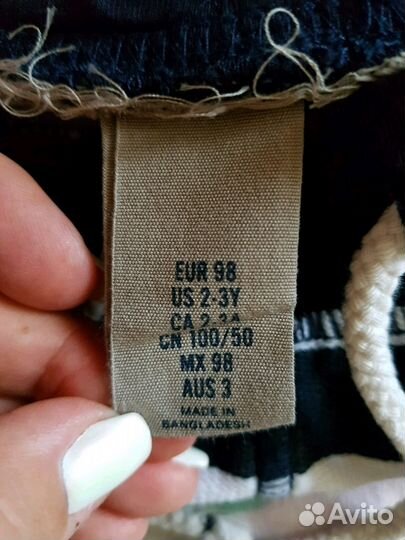 EUR 98
US 2-3Y
CA 2-3A
CN 100/50
MX 98
AUS 3
MADE IN
BANGLADESH
Avito